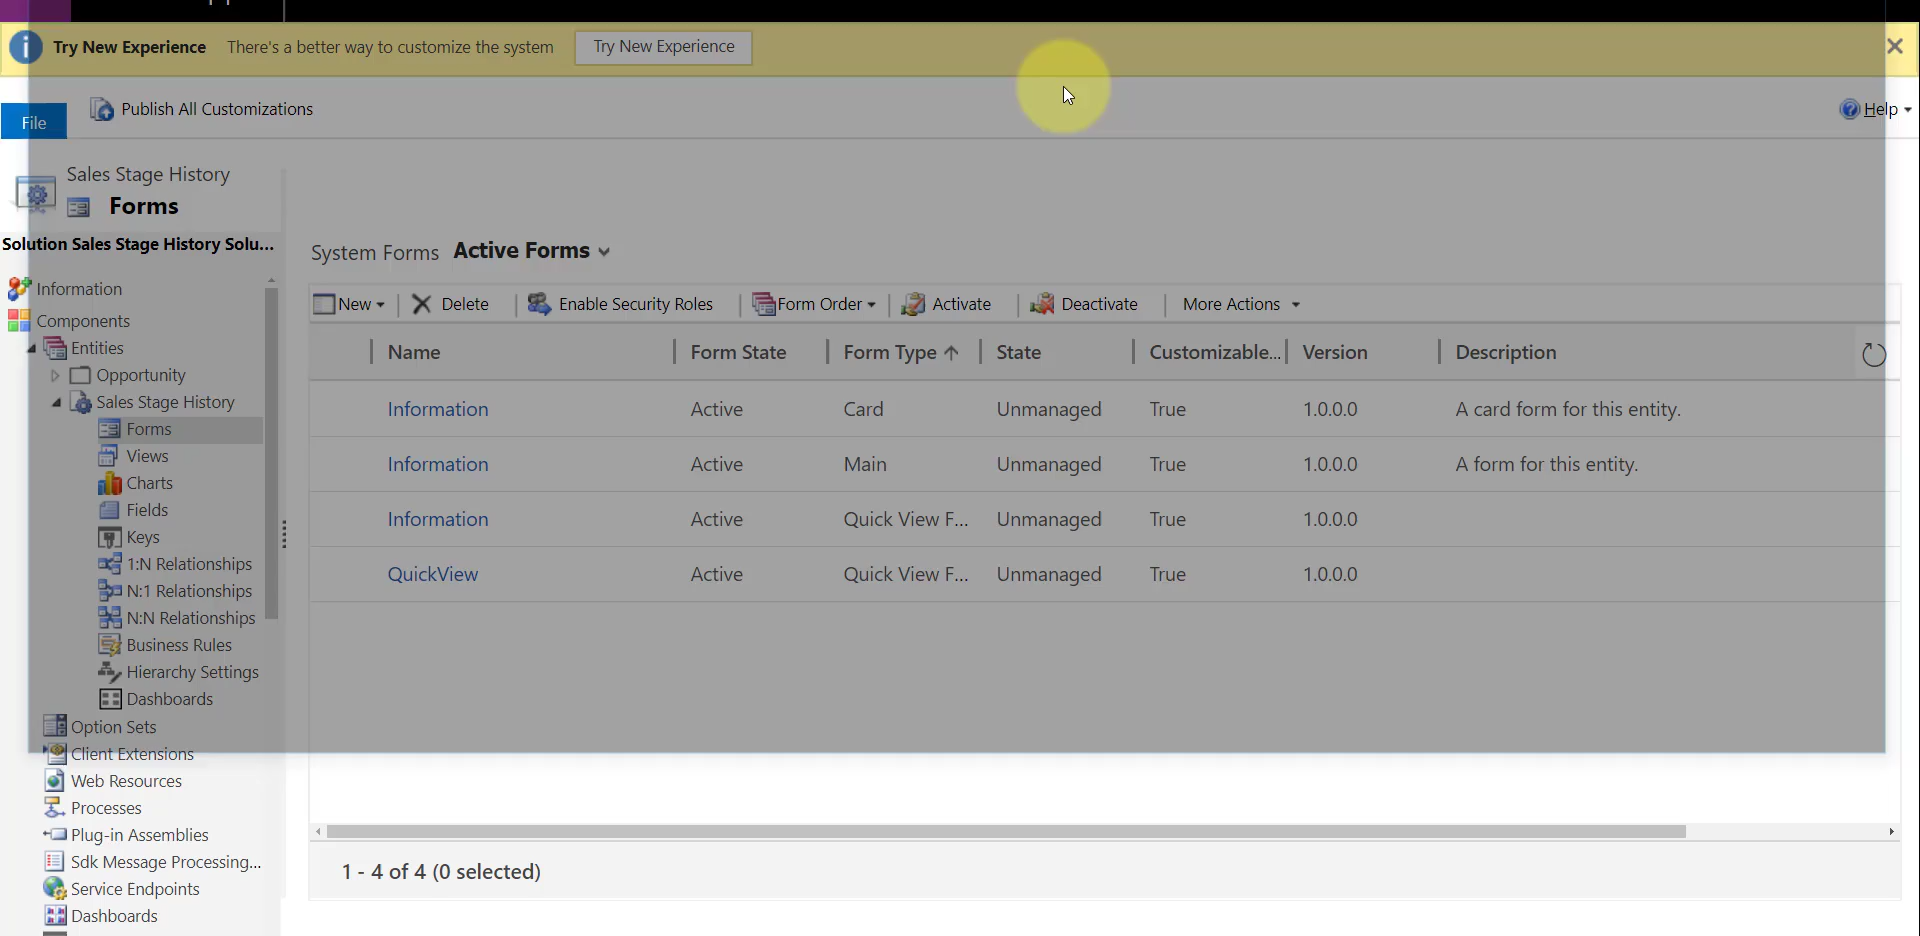 Try New Experience There's a better way to customize the system Try New Experience
File Publish All Customizations Help
Sales Stage History
Forms
Solution Sales Stage History Solu...
Information
Components
Entities
Opportunity
Sales Stage History
Forms
Views
Charts
Fields
Keys
1:N Relationships
N:1 Relationships
N:N Relationships
Business Rules
Hierarchy Settings
Dashboards
Option Sets
Client Extensions
Web Resources
Processes
Plug-in Assemblies
Sdk Message Processing...
Service Endpoints
Dashboards
System Forms Active Forms
New Delete Enable Security Roles Form Order Activate Deactivate More Actions
Name Form State Form Type State Customizable... Version Description
Information Active Card Unmanaged True 1.0.0.0 A card form for this entity.
Information Active Main Unmanaged True 1.0.0.0 A form for this entity.
Information Active Quick View F... Unmanaged True 1.0.0.0
QuickView Active Quick View F... Unmanaged True 1.0.0.0
1 - 4 of 4 (0 selected)